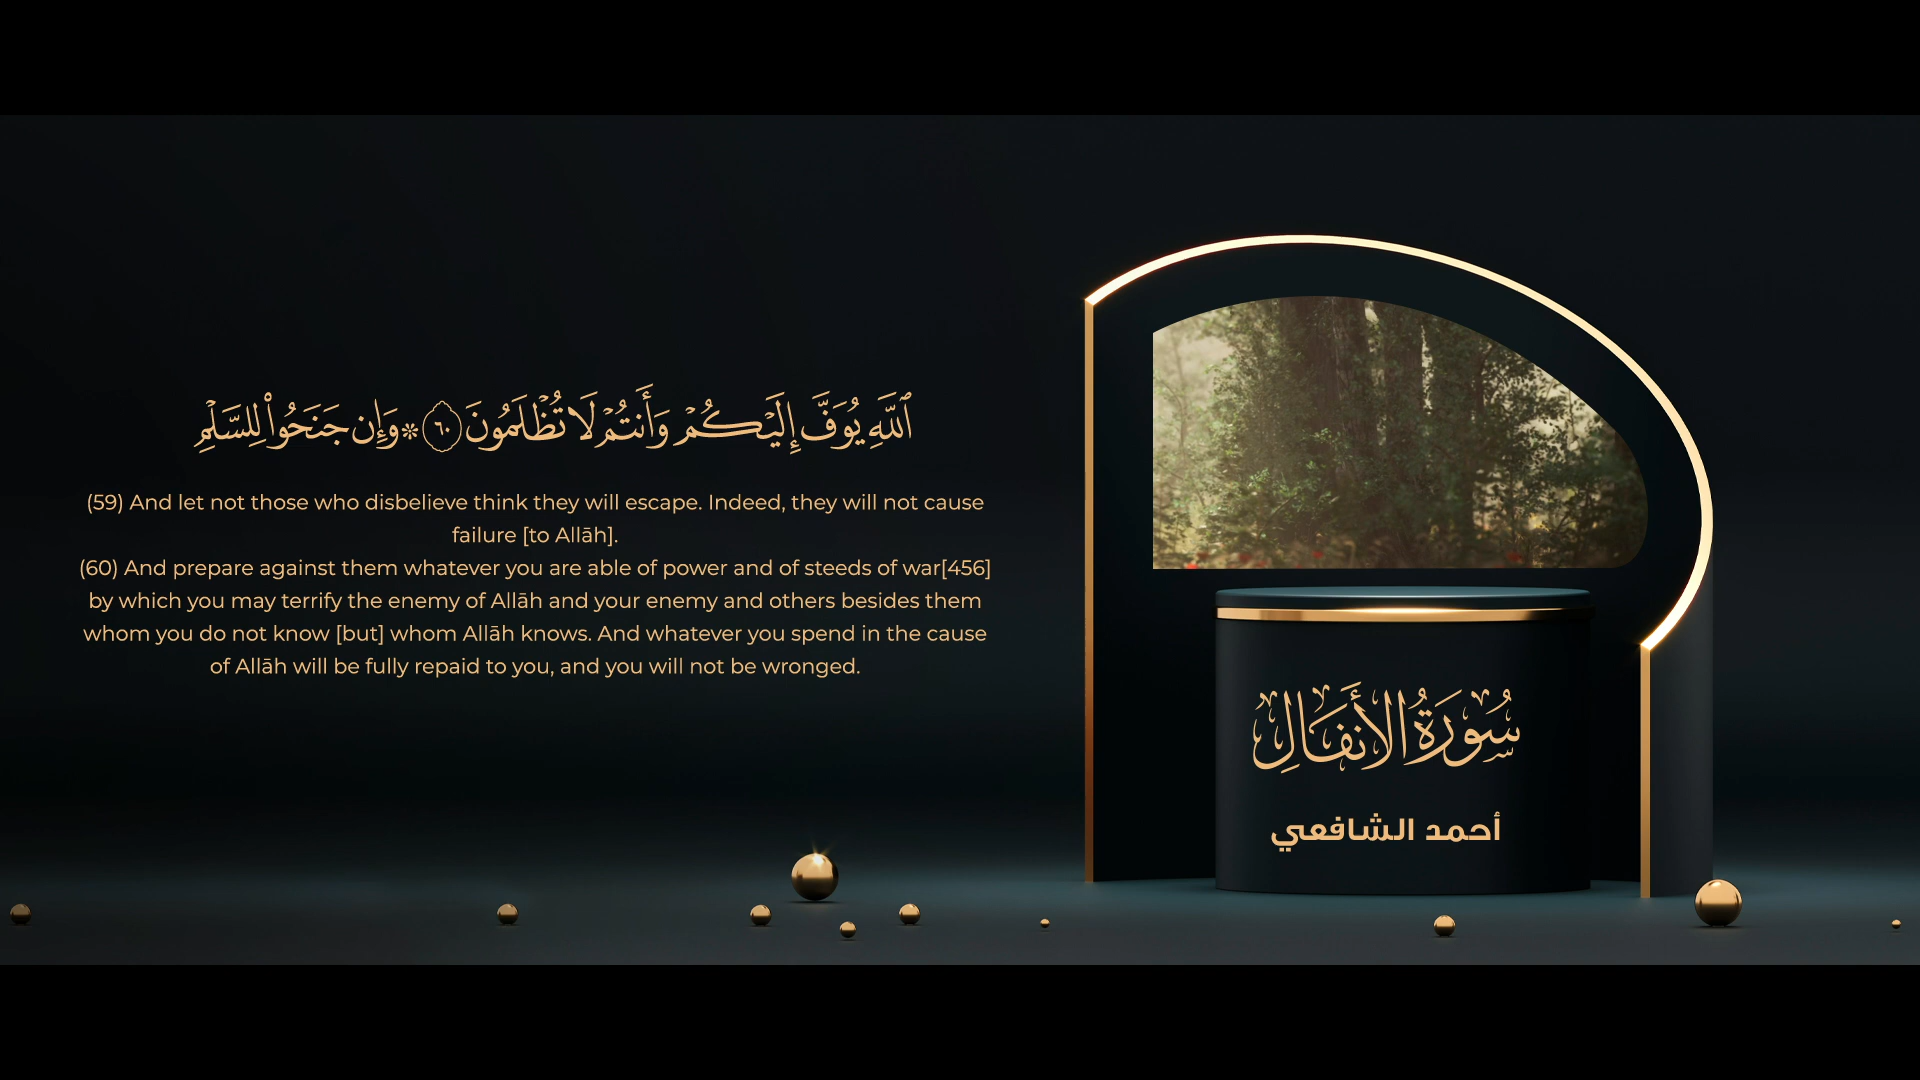 ٱللَّهِ يُوَفَّ إِلَيْكُمْ وَأَنتُمْ لَا تُظْلَمُونَ ٦٠ ۞ وَإِن جَنَحُوا۟ لِلسَّلْمِ
(59) And let not those who disbelieve think they will escape. Indeed, they will not cause
failure [to Allāh].
(60) And prepare against them whatever you are able of power and of steeds of war[456]
by which you may terrify the enemy of Allāh and your enemy and others besides them
whom you do not know [but] whom Allāh knows. And whatever you spend in the cause
of Allāh will be fully repaid to you, and you will not be wronged.
سُورَةُ الأَنفَالِ
أحمد الشافعي